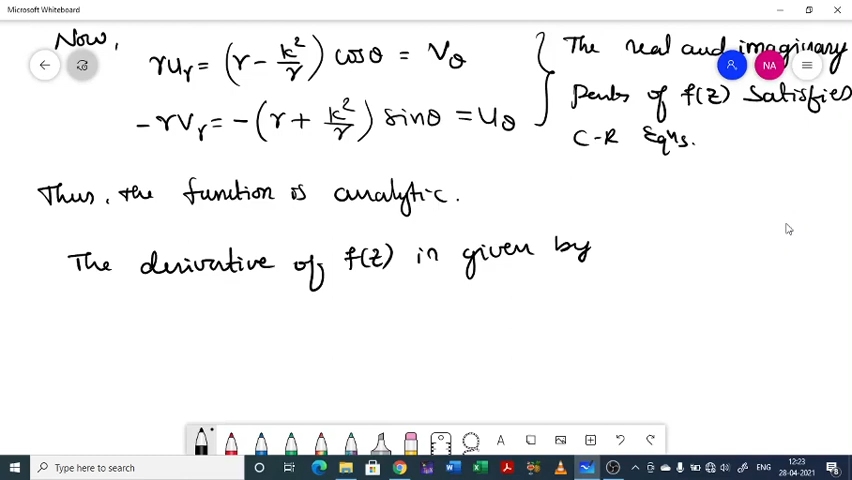 Microsoft Whiteboard
Now,
ru_r = (r - k²/r) cosθ = v_θ
-rv_r = -(r + k²/r) sinθ = u_θ
The real and imaginary
parts of f(z) satisfies
C-R Eqns.
NA
Thus, the function is analytic.
The derivative of f(z) in given by
Type here to search
ENG
12:23
28-04-2021